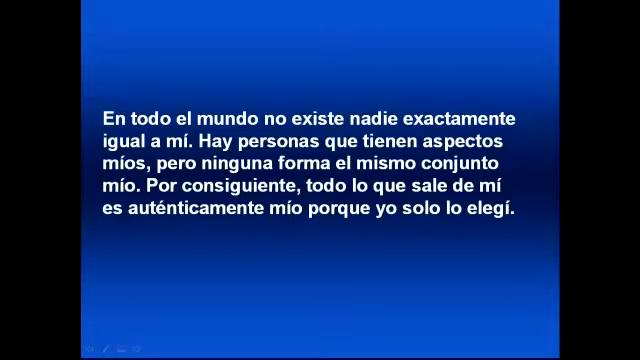 En todo el mundo no existe nadie exactamente
igual a mí. Hay personas que tienen aspectos
míos, pero ninguna forma el mismo conjunto
mío. Por consiguiente, todo lo que sale de mí
es auténticamente mío porque yo solo lo elegí.